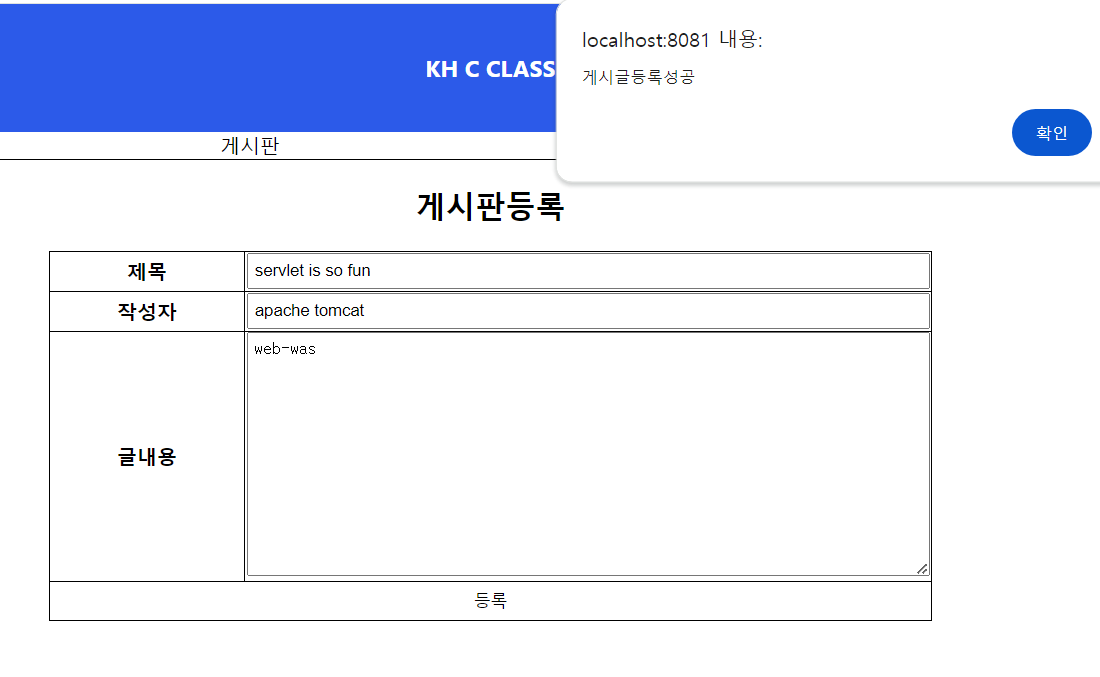 KH C CLASS
localhost:8081 내용:
게시글등록성공
확인
게시판
게시판등록
제목 servlet is so fun
작성자 apache tomcat
글내용 web-was
등록